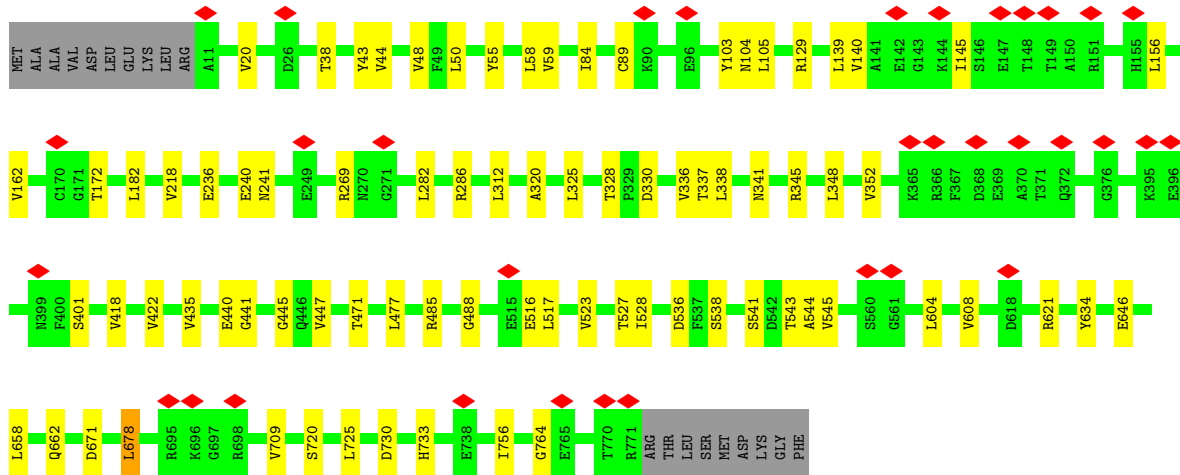 MET ALA ALA VAL ASP LEU GLU LYS LEU ARG A11 V20 D26 T38 Y43 V44 V48 F49 L50 Y55 L58 V59 I84 C89 K90 E96 Y103 N104 L105 R129 L139 V140 A141 E142 G143 K144 I145 S146 E147 T148 T149 A150 R151 H155 L156
V162 C170 G171 T172 L182 V218 E236 E240 N241 E249 R269 N270 G271 L282 R286 L312 A320 L325 T328 P329 D330 V336 T337 L338 N341 R345 L348 V352 K365 R366 F367 D368 E369 A370 T371 Q372 G376 K395 E396
N399 F400 S401 V418 V422 V435 E440 G441 G445 Q446 V447 T471 L477 R485 G488 E515 E516 L517 V523 T527 I528 D536 F537 S538 S541 D542 T543 A544 V545 S560 G561 L604 V608 D618 R621 Y634 E646
L658 Q662 D671 L678 R695 K696 G697 R698 V709 S720 L725 D730 H733 E738 I756 G764 E765 T770 R771 ARG THR LEU SER MET ASP LYS GLY PHE